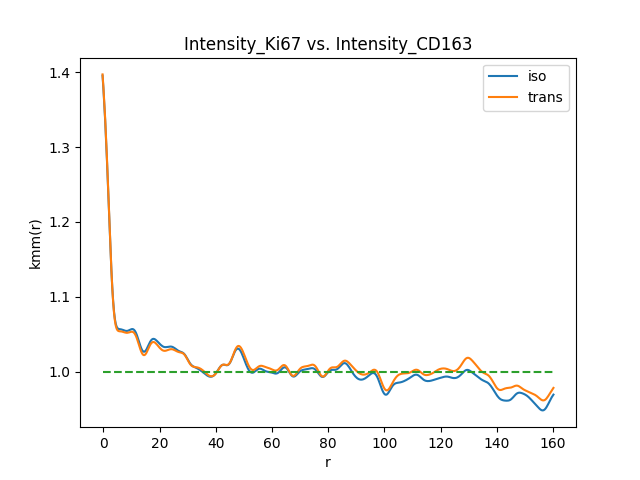 Intensity_Ki67 vs. Intensity_CD163
iso
trans
kmm(r)
1.4
1.3
1.2
1.1
1.0
0 20 40 60 80 100 120 140 160
r